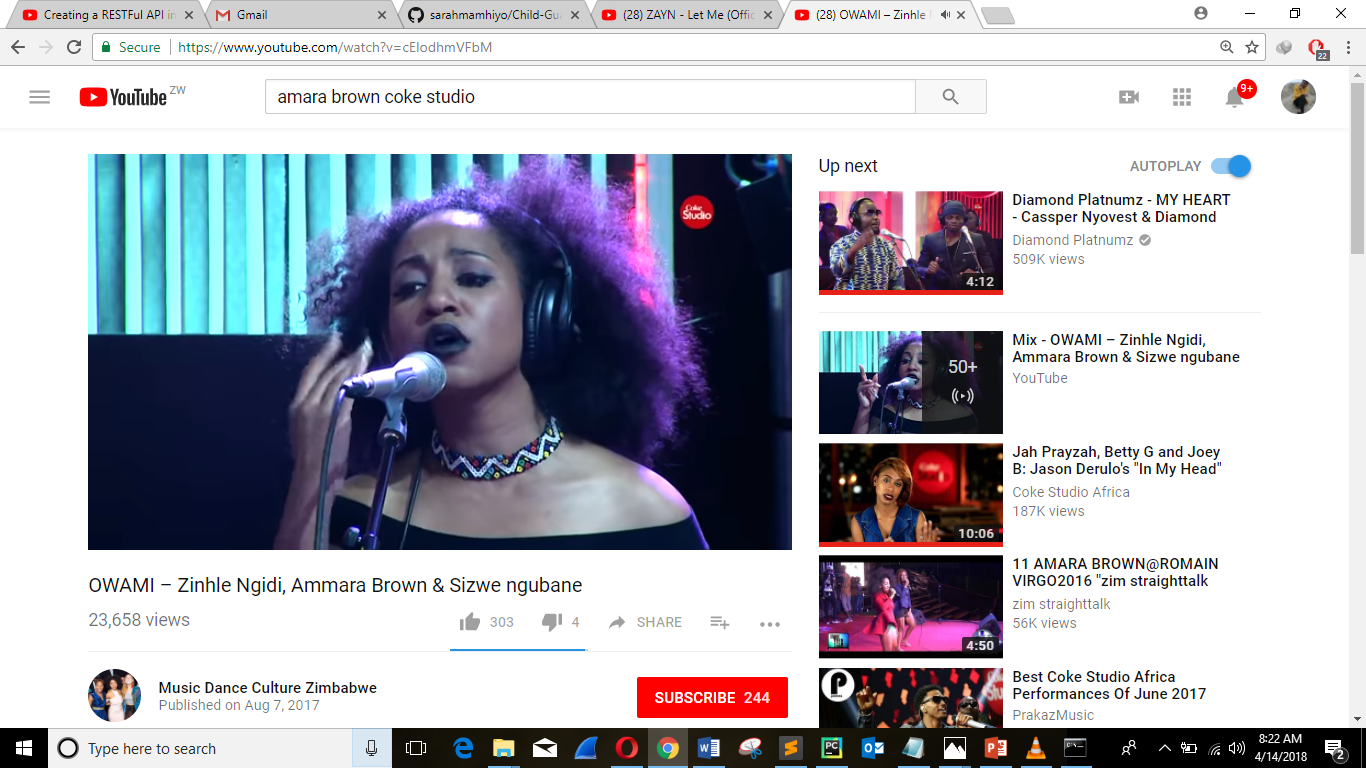 Creating a RESTFul API in
Gmail
sarahmamhiyo/Child-Gua
(28) ZAYN - Let Me (Offic
(28) OWAMI – Zinhle
Secure
https://www.youtube.com/watch?v=cEIodhmVFbM
22
YouTube ZW
amara brown coke studio
9+
Coke Studio
Up next
AUTOPLAY
4:12
Diamond Platnumz - MY HEART
- Cassper Nyovest & Diamond
Diamond Platnumz
509K views
50+
Mix - OWAMI – Zinhle Ngidi,
Ammara Brown & Sizwe ngubane
YouTube
10:06
Jah Prayzah, Betty G and Joey
B: Jason Derulo's "In My Head"
Coke Studio Africa
187K views
4:50
11 AMARA BROWN@ROMAIN
VIRGO2016 "zim straighttalk
zim straighttalk
56K views
Best Coke Studio Africa
Performances Of June 2017
PrakazMusic
OWAMI – Zinhle Ngidi, Ammara Brown & Sizwe ngubane
23,658 views
303
4
SHARE
Music Dance Culture Zimbabwe
Published on Aug 7, 2017
SUBSCRIBE 244
Type here to search
8:22 AM
4/14/2018
2